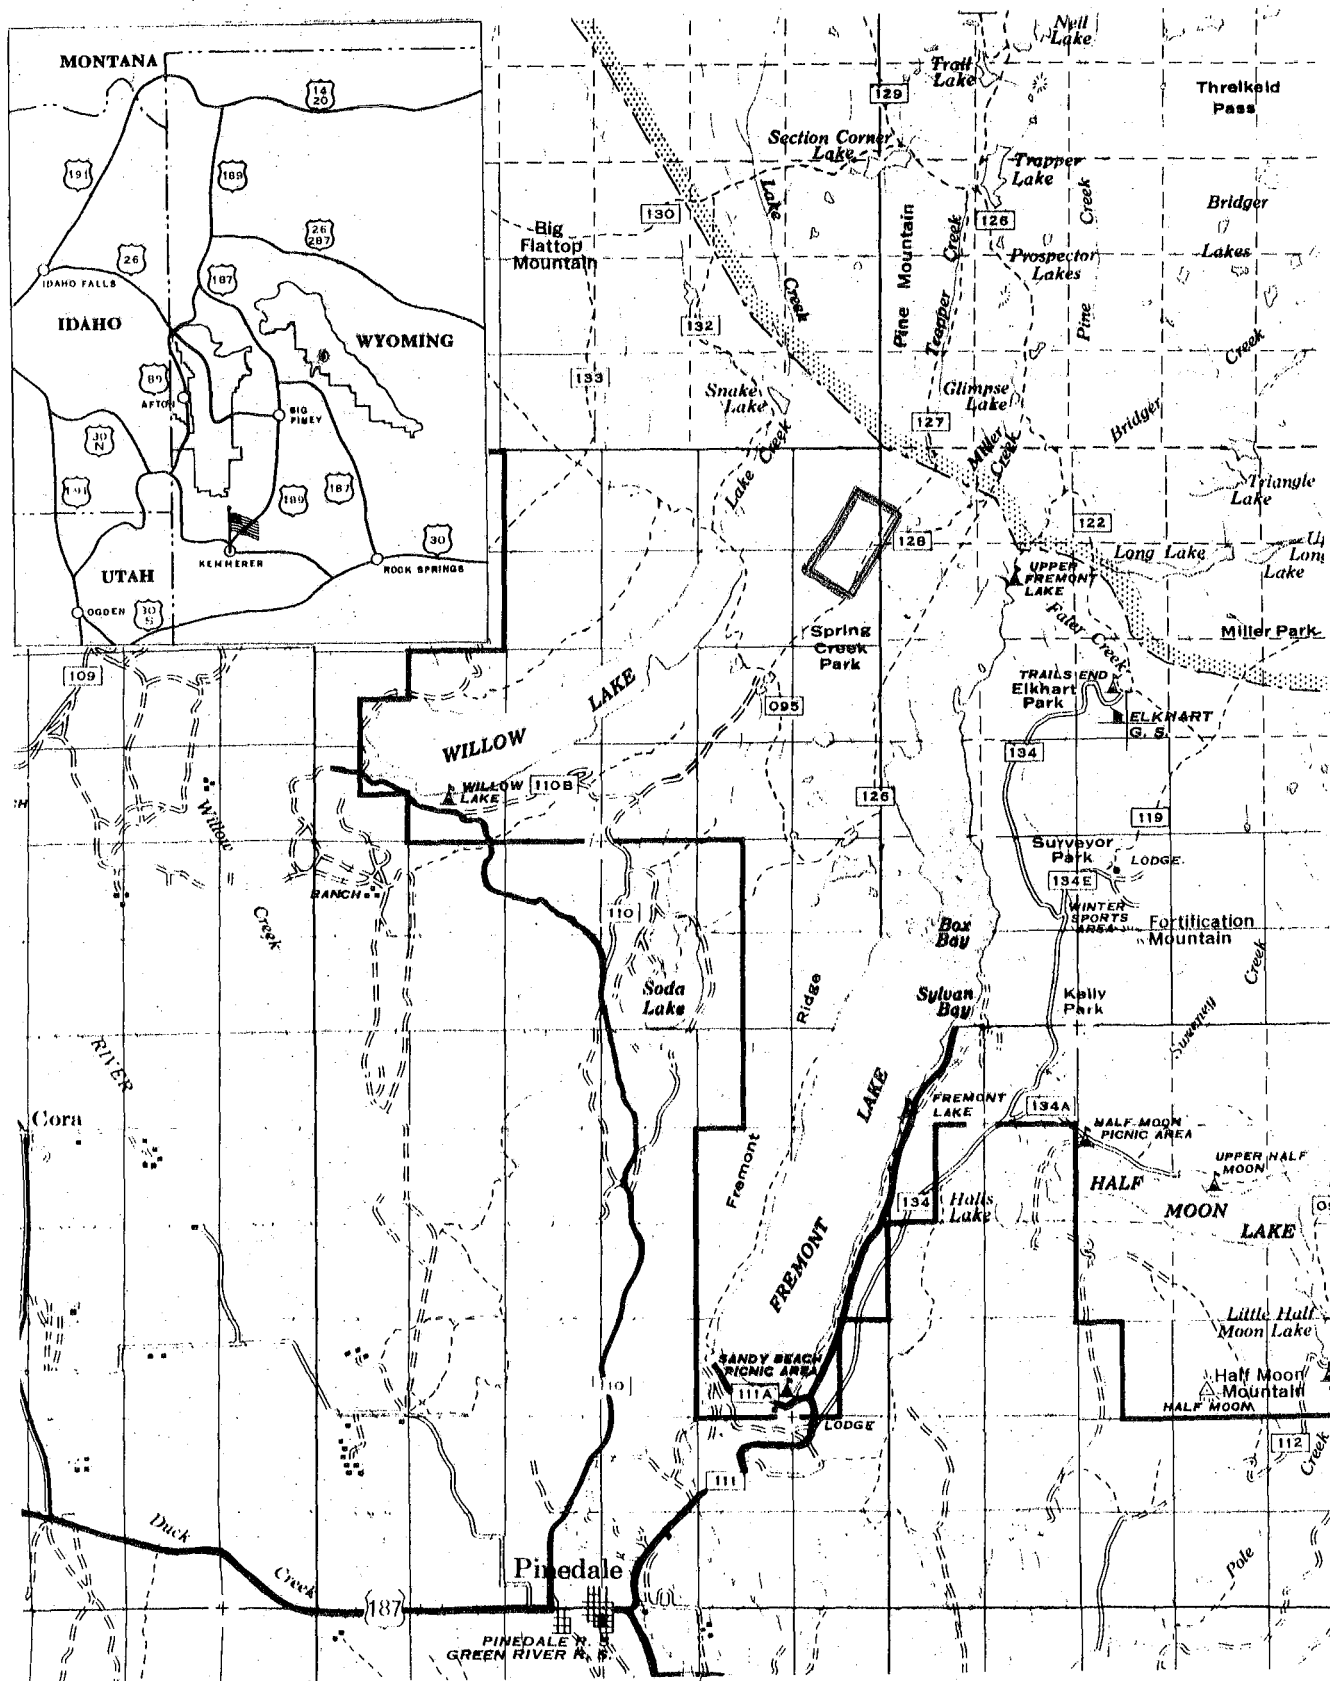 MONTANA
14
20
191
189
26
287
26
187
IDAHO FALLS
IDAHO
WYOMING
89
AFTON
BIG
PINEY
30
N
191
189
187
30
KEMMERER
ROCK SPRINGS
UTAH
OGDEN
30
S
Neil
Lake
Trail
Lake
129
Threlkeld
Pass
Section Corner
Lake
Trapper
Lake
Lake
Creek
130
Big
Flattop
Mountain
Pine Mountain
Trapper Creek
126
Pine Creek
Bridger
Lakes
Prospector
Lakes
132
133
Snake
Lake
Glimpse
Lake
127
Miller
Creek
Bridger
Creek
Lake Creek
Triangle
Lake
128
122
Long Lake
Long
Lake
UPPER
FREMONT
LAKE
Faler Creek
Spring
Creek
Park
Miller Park
109
TRAILS END
Elkhart
Park
ELKHART
G. S.
095
134
WILLOW
LAKE
WILLOW
LAKE
110B
126
119
Willow
Creek
Surveyor
Park
LODGE
134E
RANCH
110
WINTER
SPORTS
AREA
Fortification
Mountain
Box
Bay
Soda
Lake
Sylvan
Bay
Kelly
Park
Sweeney
Creek
Fremont
Ridge
RIVER
Cora
FREMONT
LAKE
FREMONT
LAKE
134A
HALF MOON
PICNIC AREA
UPPER HALF
MOON
HALF
MOON
LAKE
134
Halls
Lake
Little Half
Moon Lake
SANDY BEACH
PICNIC AREA
111A
Half Moon
Mountain
HALF MOON
LODGE
110
112
Creek
111
Duck
Creek
Pole
Pinedale
187
PINEDALE R. S.
GREEN RIVER R. S.